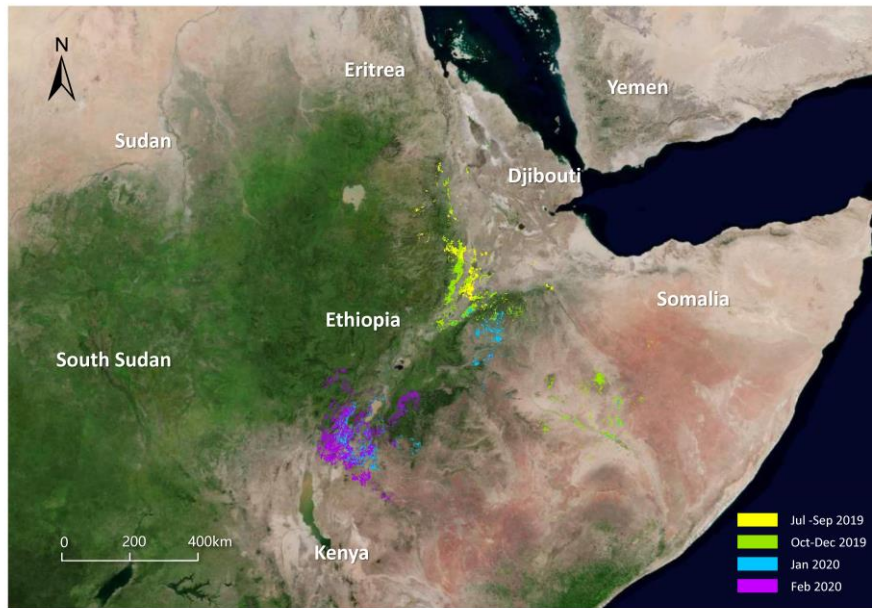 N
Eritrea
Yemen
Sudan
Djibouti
Ethiopia
Somalia
South Sudan
Kenya
0 200 400km
Jul -Sep 2019
Oct-Dec 2019
Jan 2020
Feb 2020